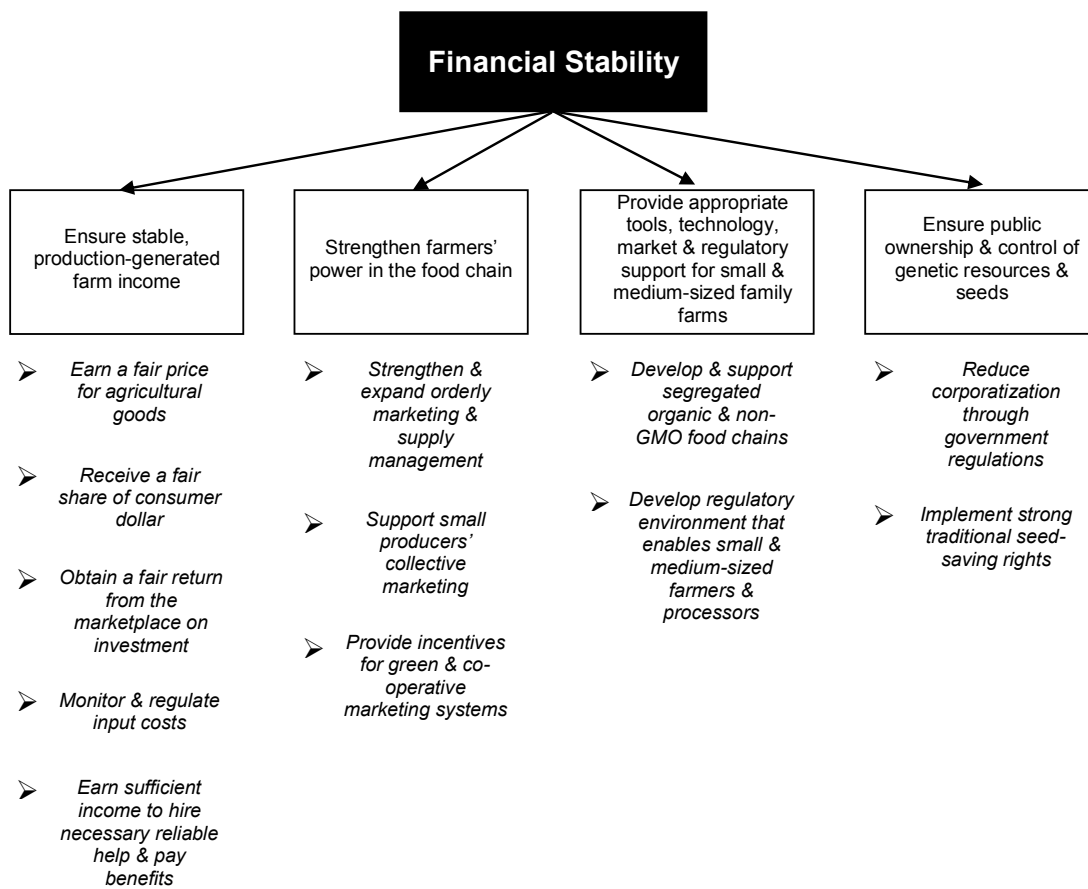 Financial Stability
Ensure stable,
production-generated
farm income
Strengthen farmers’
power in the food chain
Provide appropriate
tools, technology,
market & regulatory
support for small &
medium-sized family
farms
Ensure public
ownership & control of
genetic resources &
seeds
➢ Earn a fair price
for agricultural
goods
➢ Receive a fair
share of consumer
dollar
➢ Obtain a fair return
from the
marketplace on
investment
➢ Monitor & regulate
input costs
➢ Earn sufficient
income to hire
necessary reliable
help & pay
benefits
➢ Strengthen &
expand orderly
marketing &
supply
management
➢ Support small
producers’
collective
marketing
➢ Provide incentives
for green & co-
operative
marketing systems
➢ Develop & support
segregated
organic & non-
GMO food chains
➢ Develop regulatory
environment that
enables small &
medium-sized
farmers &
processors
➢ Reduce
corporatization
through
government
regulations
➢ Implement strong
traditional seed-
saving rights